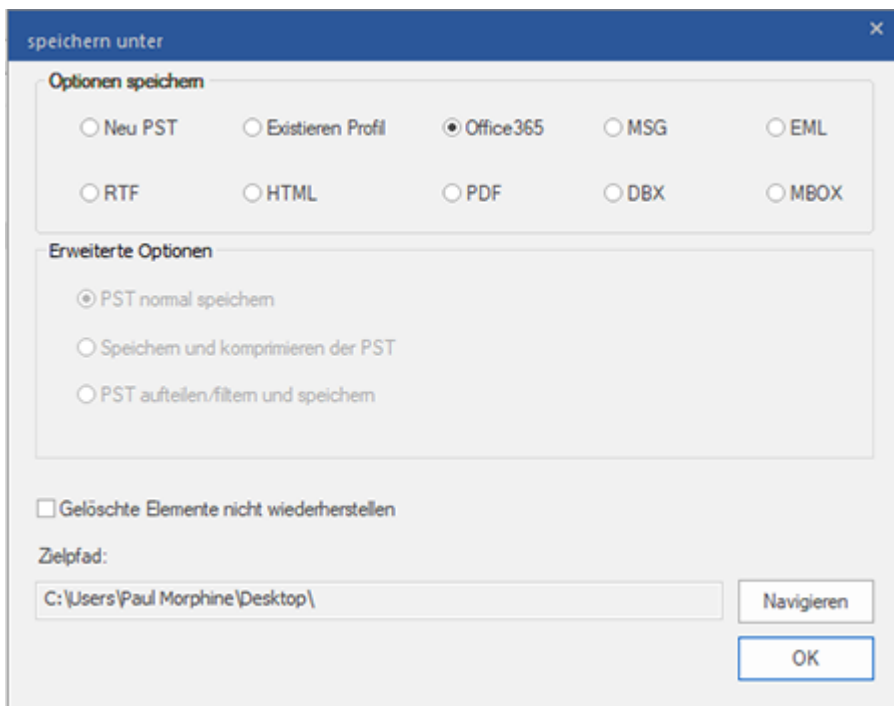 speichern unter
Optionen speichern
Neu PST Existieren Profil Office365 MSG EML
RTF HTML PDF DBX MBOX
Erweiterte Optionen
PST normal speichern
Speichern und komprimieren der PST
PST aufteilen/filtern und speichern
Gelöschte Elemente nicht wiederherstellen
Zielpfad:
C:\Users\Paul Morphine\Desktop\ Navigieren
OK